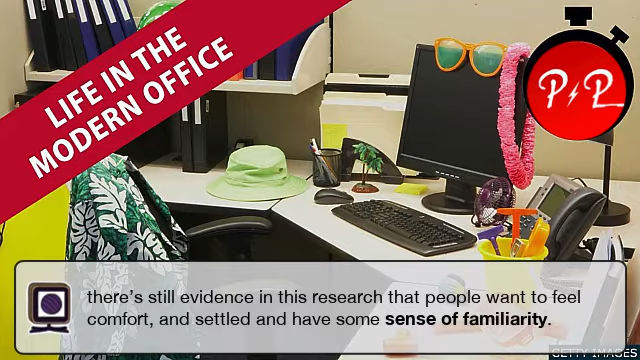 LIFE IN THE
MODERN OFFICE
P R
there's still evidence in this research that people want to feel
comfort, and settled and have some sense of familiarity.
GETTY IMAGES